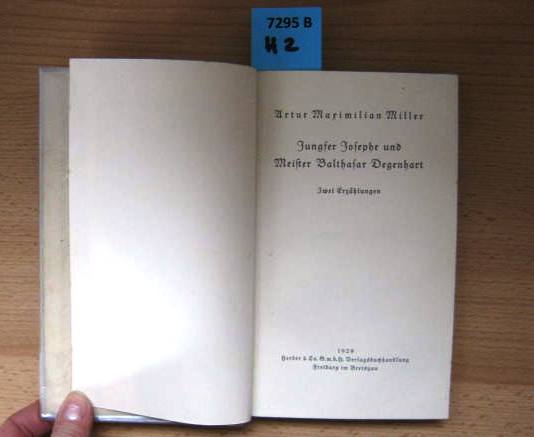 7295 B
H 2
Artur Maximilian Miller
Jungfer Josephe und
Meister Balthasar Degenhart
Zwei Erzählungen
1929
Herder & Co. G.m.b.H. Verlagsbuchhandlung
Freiburg im Breisgau